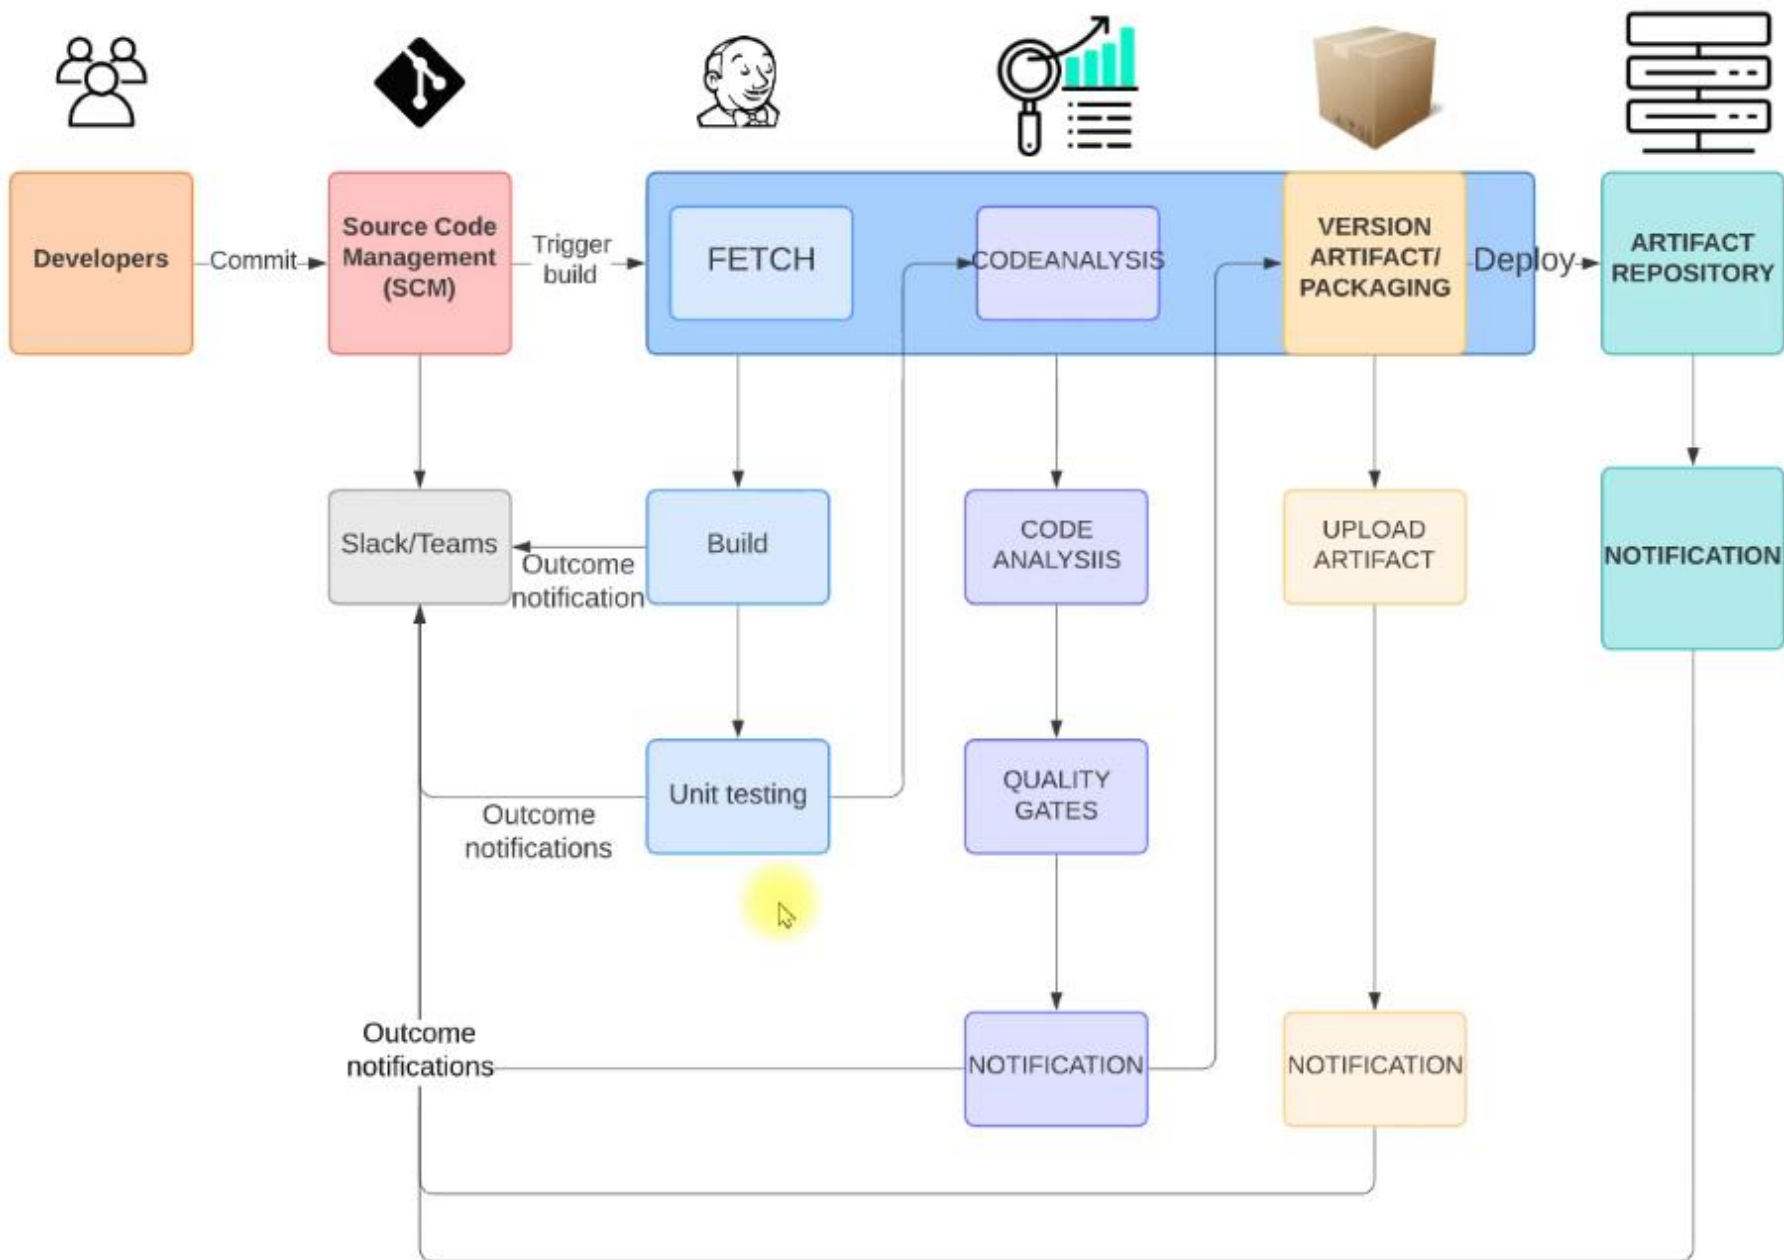 Developers
Commit
Source Code
Management
(SCM)
Trigger
build
FETCH
CODEANALYSIS
VERSION
ARTIFACT/
PACKAGING
Deploy
ARTIFACT
REPOSITORY
Slack/Teams
Outcome
notification
Build
CODE
ANALYSIIS
UPLOAD
ARTIFACT
NOTIFICATION
Outcome
notifications
Unit testing
QUALITY
GATES
Outcome
notifications
NOTIFICATION
NOTIFICATION